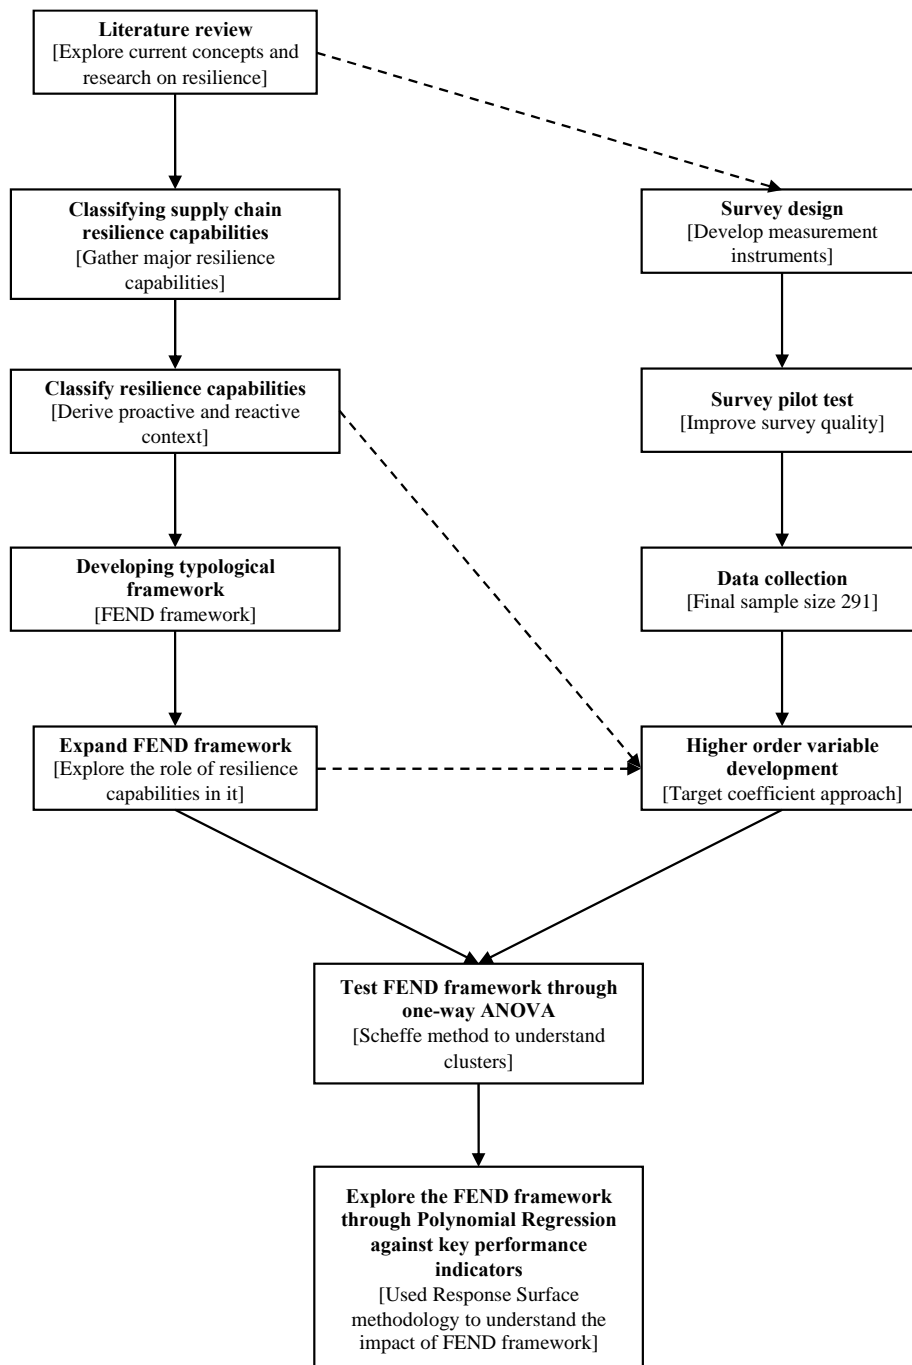 Literature review
[Explore current concepts and
research on resilience]
Classifying supply chain
resilience capabilities
[Gather major resilience
capabilities]
Survey design
[Develop measurement
instruments]
Classify resilience capabilities
[Derive proactive and reactive
context]
Survey pilot test
[Improve survey quality]
Developing typological
framework
[FEND framework]
Data collection
[Final sample size 291]
Expand FEND framework
[Explore the role of resilience
capabilities in it]
Higher order variable
development
[Target coefficient approach]
Test FEND framework through
one-way ANOVA
[Scheffe method to understand
clusters]
Explore the FEND framework
through Polynomial Regression
against key performance
indicators
[Used Response Surface
methodology to understand the
impact of FEND framework]